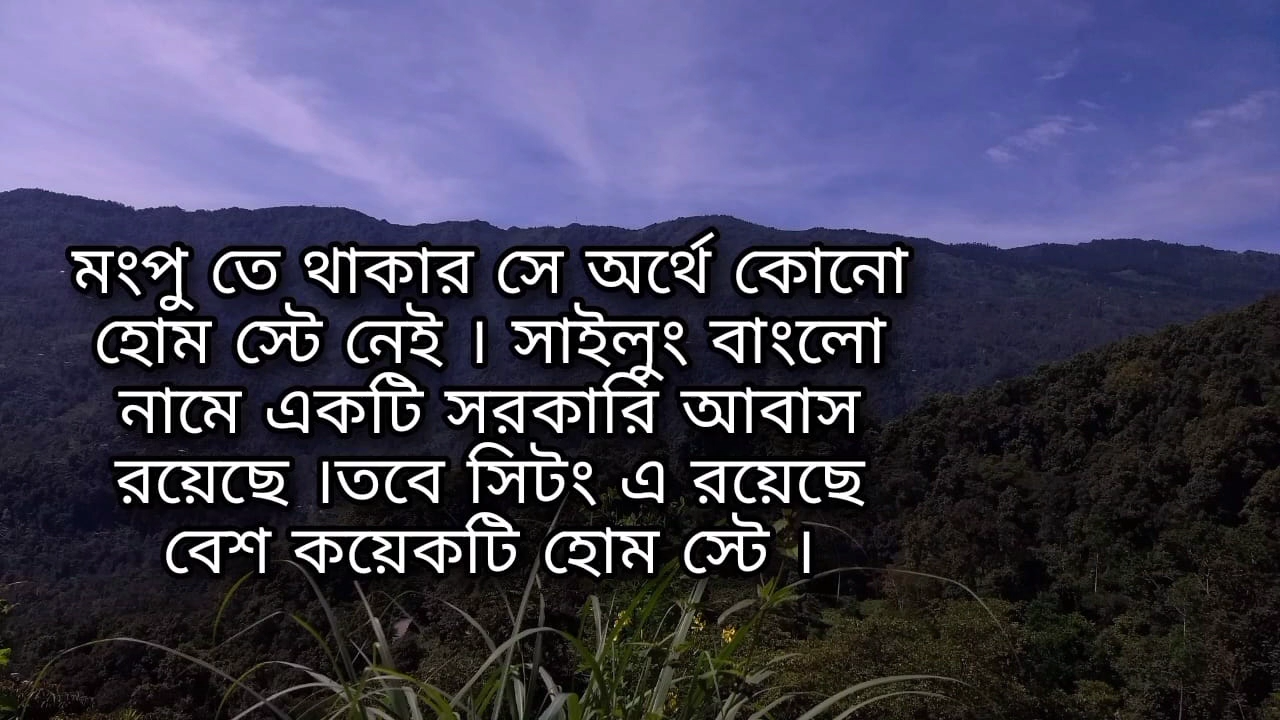 মংপু তে থাকার সে অর্থে কোনো
হোম স্টে নেই । সাইলুং বাংলো
নামে একটি সরকারি আবাস
রয়েছে ।তবে সিটং এ রয়েছে
বেশ কয়েকটি হোম স্টে ।